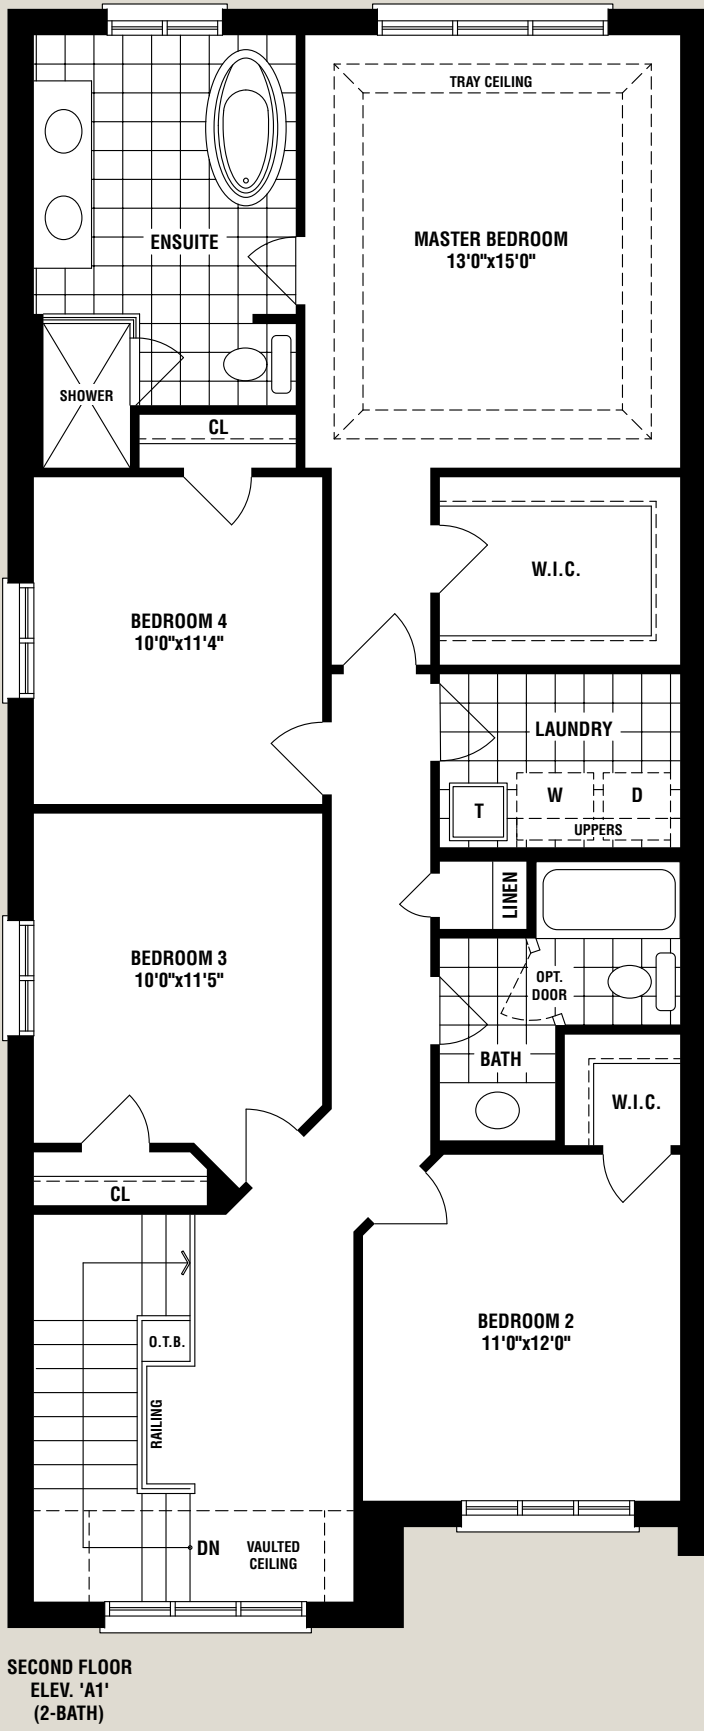 TRAY CEILING
ENSUITE
MASTER BEDROOM
13'0"x15'0"
SHOWER
CL
W.I.C.
BEDROOM 4
10'0"x11'4"
LAUNDRY
T
W
D
UPPERS
LINEN
BEDROOM 3
10'0"x11'5"
OPT.
DOOR
BATH
W.I.C.
CL
BEDROOM 2
11'0"x12'0"
O.T.B.
RAILING
DN
VAULTED
CEILING
SECOND FLOOR
ELEV. 'A1'
(2-BATH)